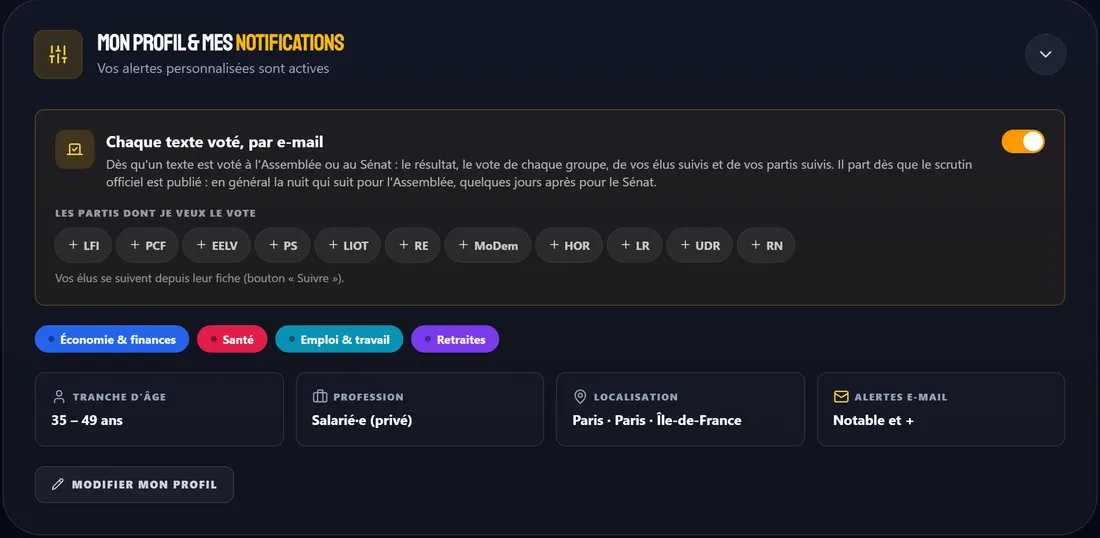 MON PROFIL & MES NOTIFICATIONS
Vos alertes personnalisées sont actives
Chaque texte voté, par e-mail
Dès qu'un texte est voté à l'Assemblée ou au Sénat : le résultat, le vote de chaque groupe, de vos élus suivis et de vos partis suivis. Il part dès que le scrutin
officiel est publié : en général la nuit qui suit pour l'Assemblée, quelques jours après pour le Sénat.
LES PARTIS DONT JE VEUX LE VOTE
+ LFI + PCF + EELV + PS + LIOT + RE + MoDem + HOR + LR + UDR + RN
Vos élus se suivent depuis leur fiche (bouton « Suivre »).
Économie & finances Santé Emploi & travail Retraites
TRANCHE D'ÂGE PROFESSION LOCALISATION ALERTES E-MAIL
35 – 49 ans Salarié·e (privé) Paris · Paris · Île-de-France Notable et +
MODIFIER MON PROFIL